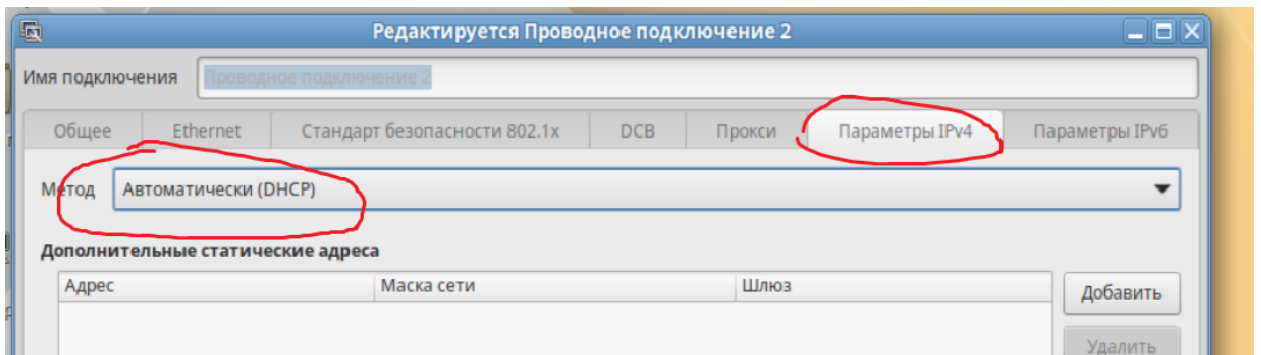 Редактируется Проводное подключение 2
Имя подключения Проводное подключение 2
Общее Ethernet Стандарт безопасности 802.1x DCB Прокси Параметры IPv4 Параметры IPv6
Метод Автоматически (DHCP)
Дополнительные статические адреса
Адрес Маска сети Шлюз Добавить
Удалить